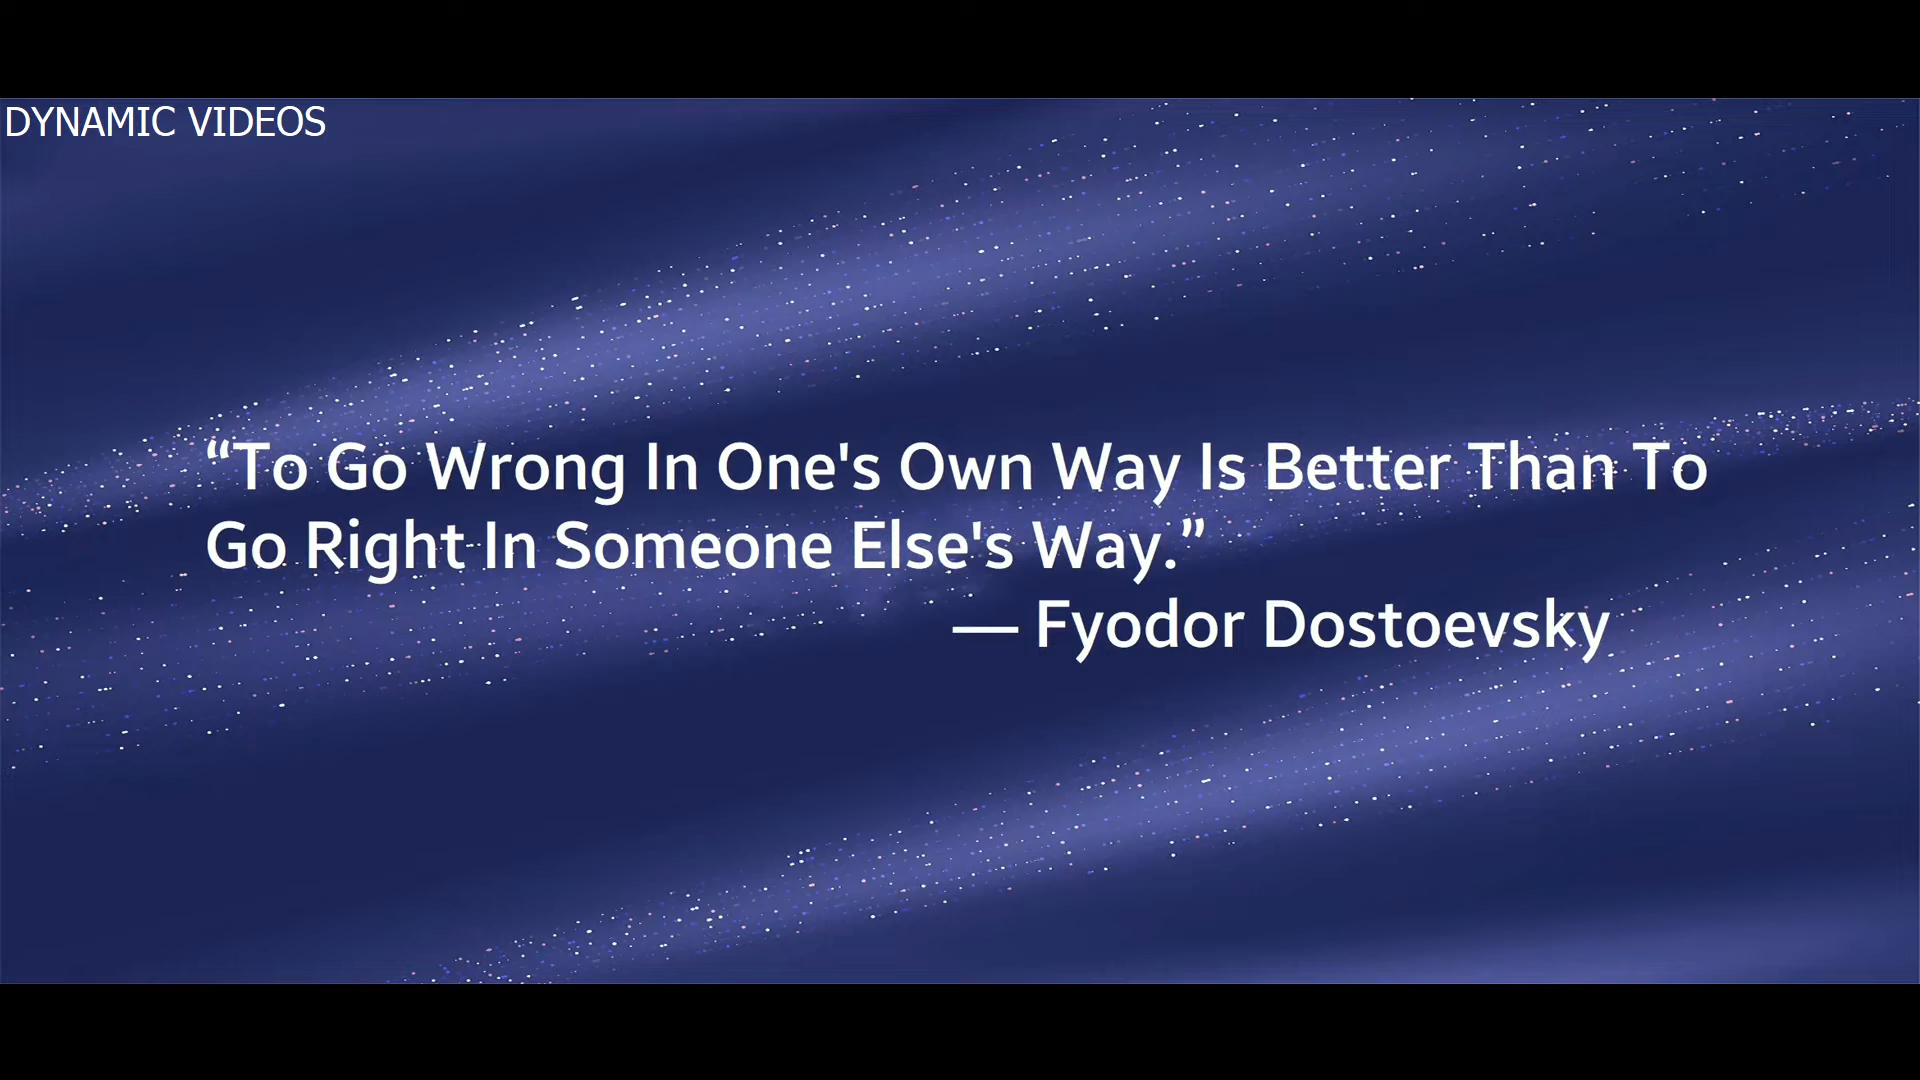 DYNAMIC VIDEOS
“To Go Wrong In One's Own Way Is Better Than To
Go Right In Someone Else's Way.”
— Fyodor Dostoevsky